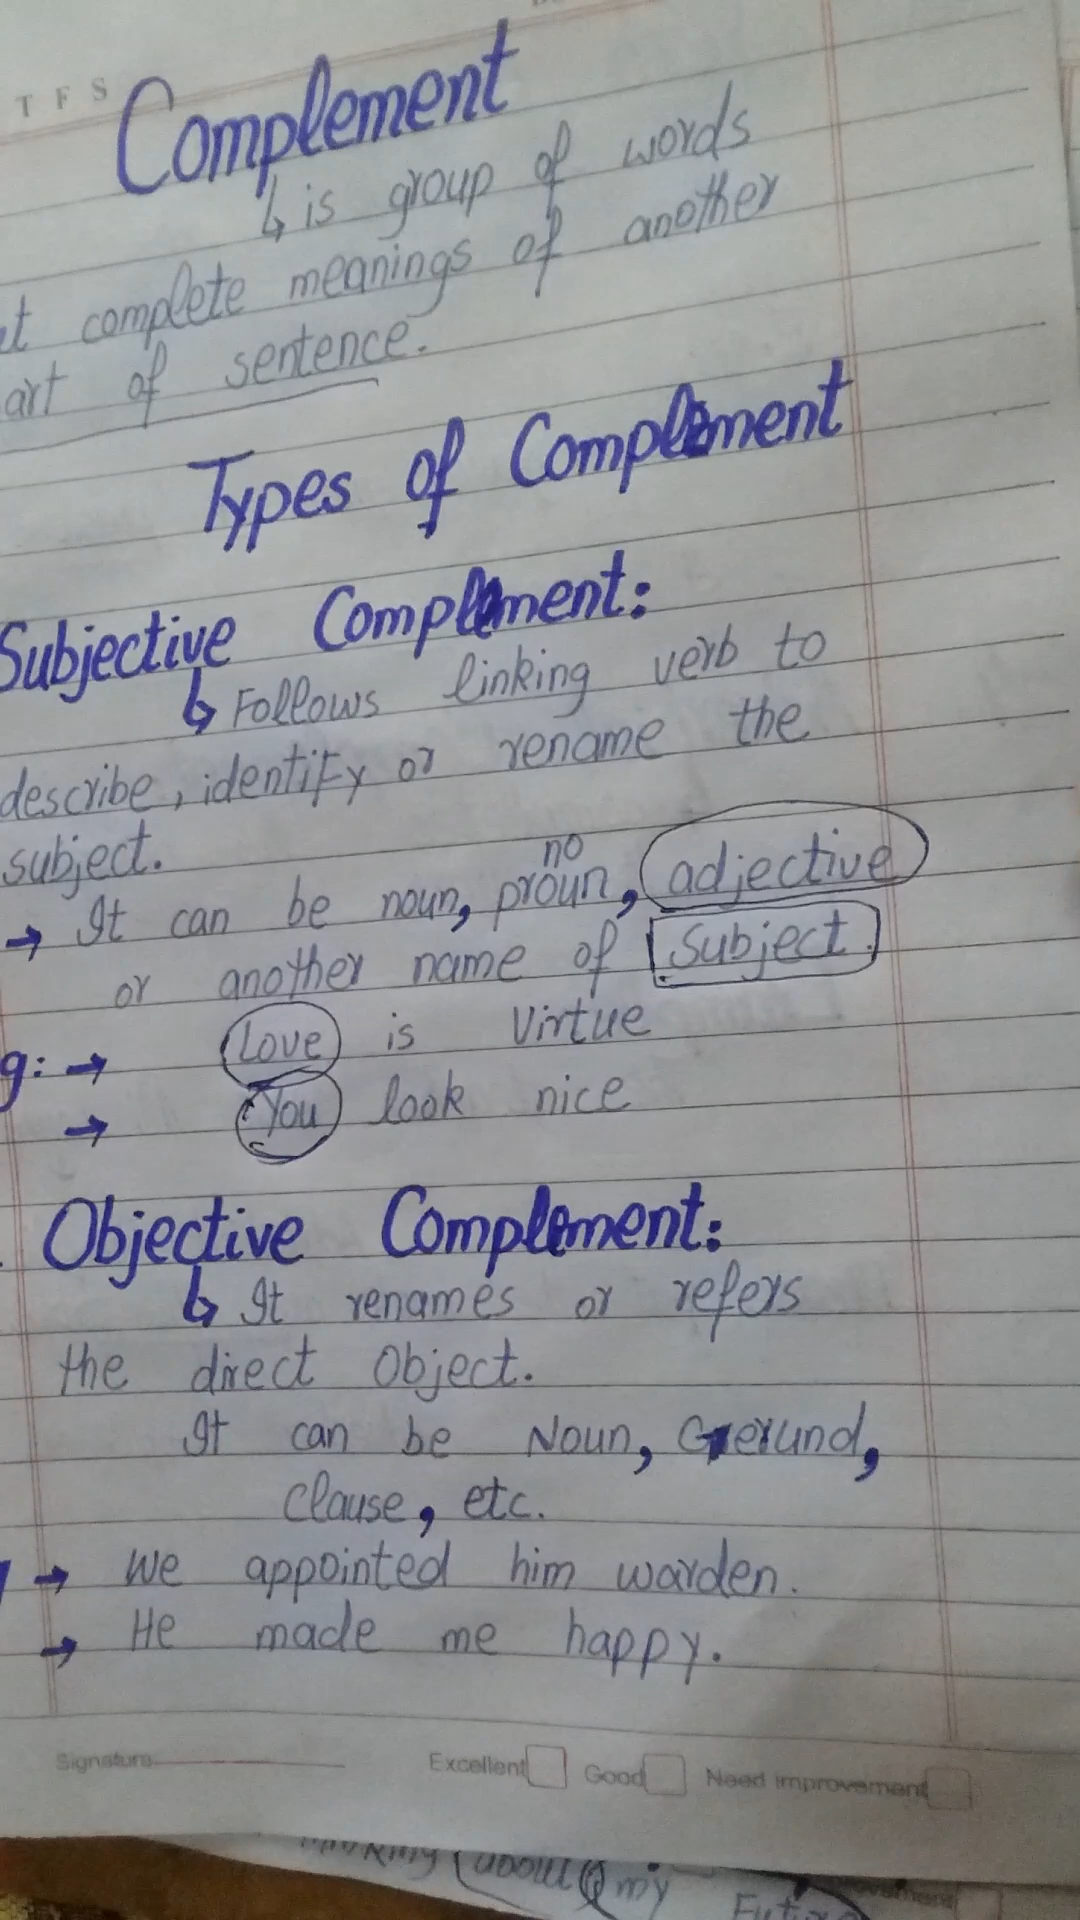 T F S
Complement
↳ is group of words
et complete meanings of another
art of sentence.
Types of Complement
Subjective Complement:
↳ Follows linking verb to
describe, identify or rename the
subject.
no
→ It can be noun, proun, adjective
or another name of subject.
g: → Love is Virtue
→ You look nice
Objective Complement:
↳ It renames or refers
the direct Object.
It can be Noun, Gerund,
Clause, etc.
→ We appointed him warden.
→ He made me happy.
Signature
Excellent Good Need improvement
my